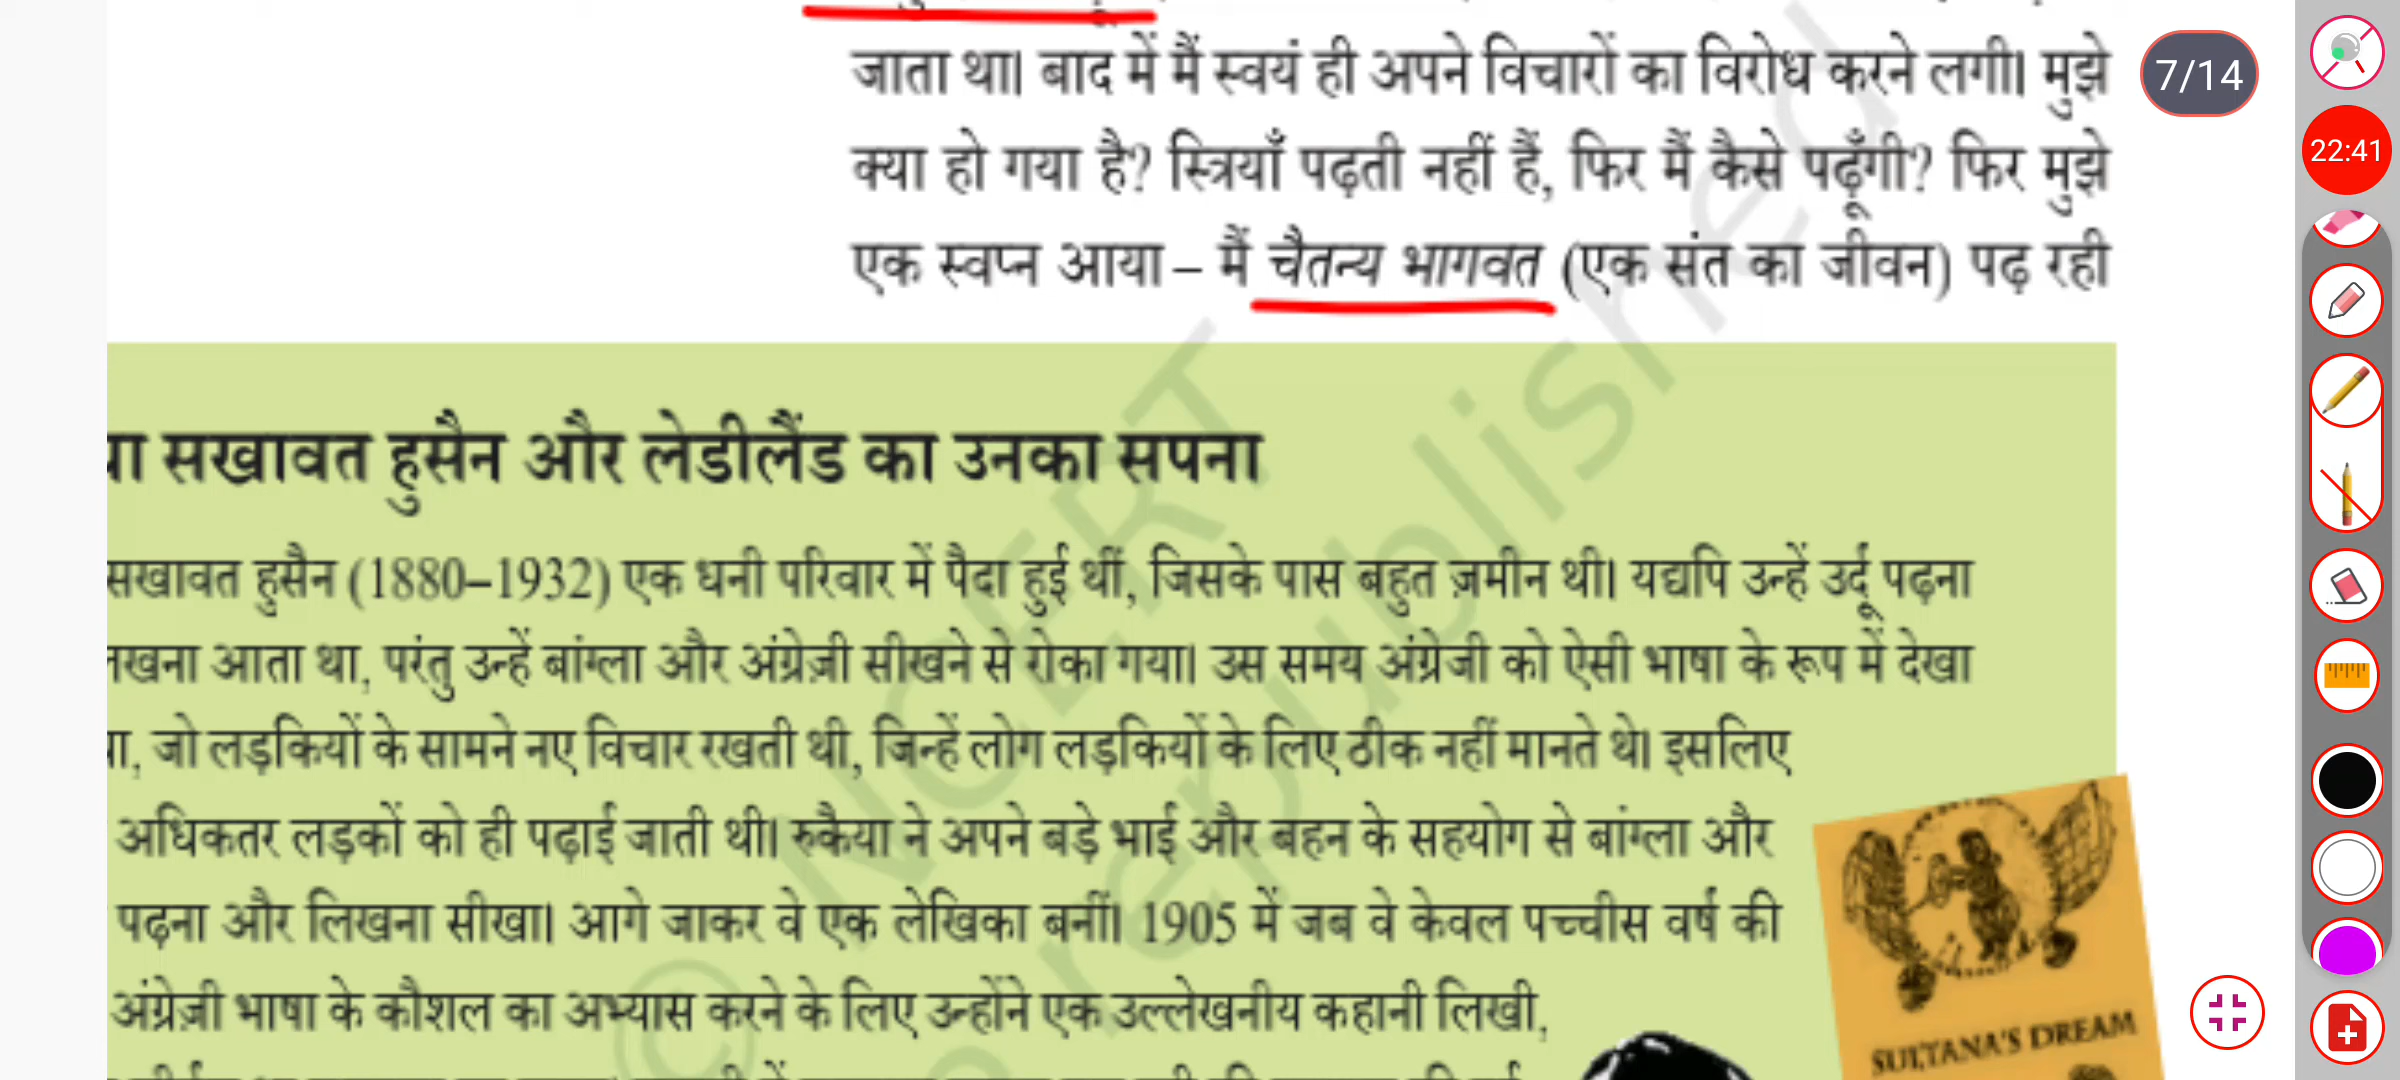 जाता था। बाद में मैं स्वयं ही अपने विचारों का विरोध करने लगी। मुझे
7/14
22:41
क्या हो गया है? स्त्रियाँ पढ़ती नहीं हैं, फिर मैं कैसे पढ़ूँगी? फिर मुझे
एक स्वप्न आया – मैं चैतन्य भागवत (एक संत का जीवन) पढ़ रही
सखावत हुसैन और लेडीलैंड का उनका सपना
सखावत हुसैन (1880–1932) एक धनी परिवार में पैदा हुई थीं, जिसके पास बहुत ज़मीन थी। यद्यपि उन्हें उर्दू पढ़ना
आता था, परंतु उन्हें बांग्ला और अंग्रेज़ी सीखने से रोका गया। उस समय अंग्रेजी को ऐसी भाषा के रूप में देखा
जो लड़कियों के सामने नए विचार रखती थी, जिन्हें लोग लड़कियों के लिए ठीक नहीं मानते थे। इसलिए
अधिकतर लड़कों को ही पढ़ाई जाती थी। रुकैया ने अपने बड़े भाई और बहन के सहयोग से बांग्ला और
पढ़ना और लिखना सीखा। आगे जाकर वे एक लेखिका बनीं। 1905 में जब वे केवल पच्चीस वर्ष की
अंग्रेज़ी भाषा के कौशल का अभ्यास करने के लिए उन्होंने एक उल्लेखनीय कहानी लिखी,
SULTANA'S DREAM
© NCERT
republished